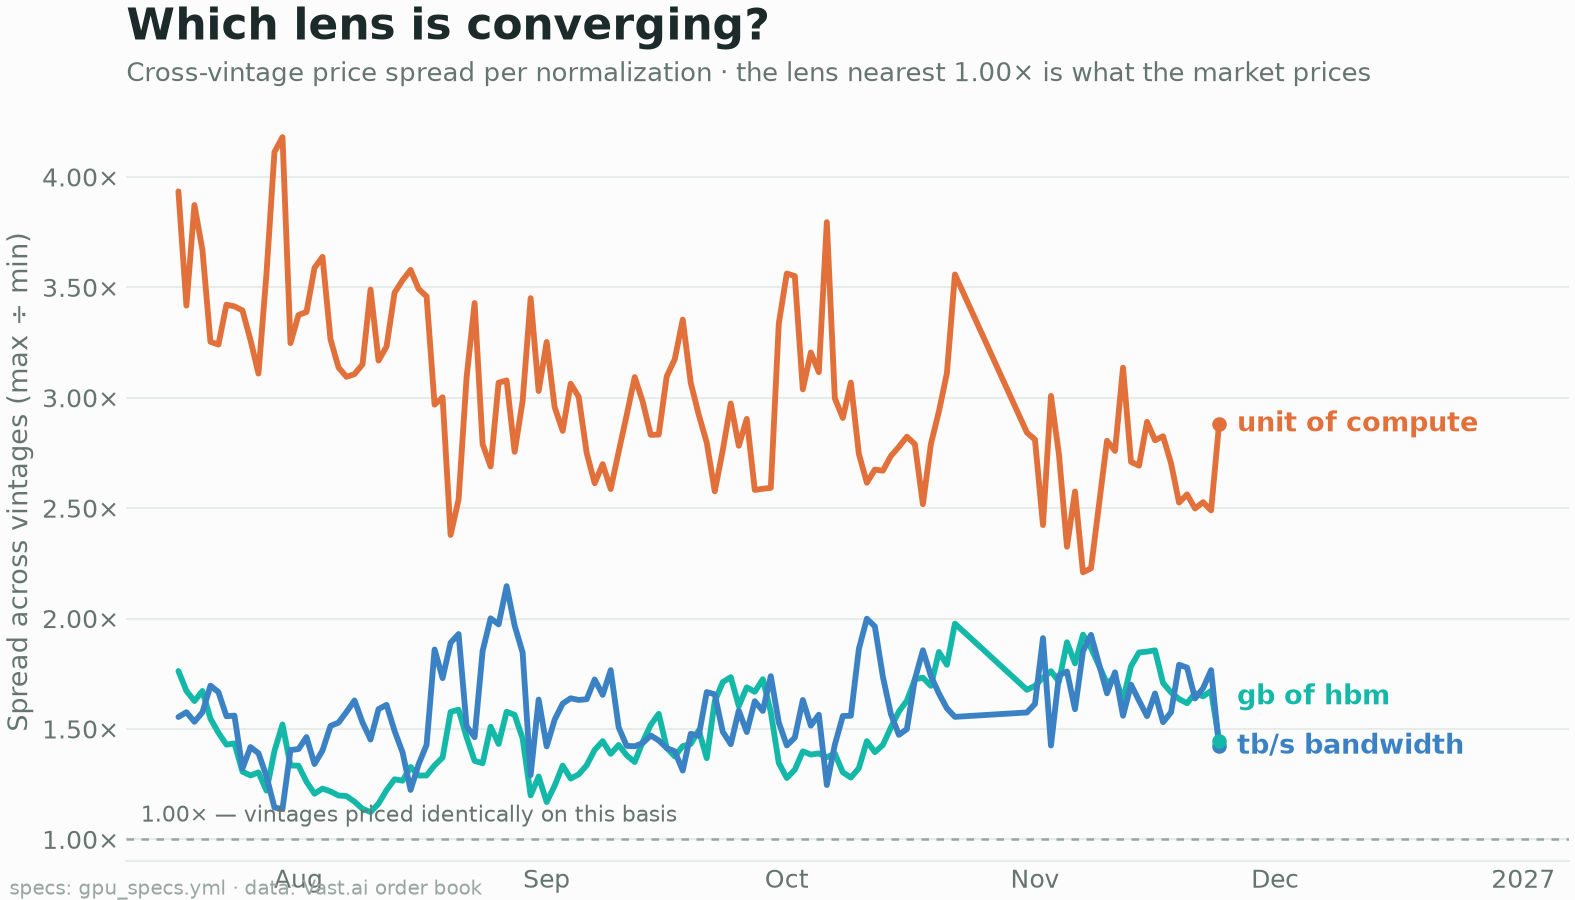 Which lens is converging?
Cross-vintage price spread per normalization · the lens nearest 1.00× is what the market prices
Spread across vintages (max ÷ min)
4.00×
3.50×
3.00×
2.50×
2.00×
1.50×
1.00×
unit of compute
gb of hbm
tb/s bandwidth
1.00× — vintages priced identically on this basis
Aug
Sep
Oct
Nov
Dec
2027
specs: gpu_specs.yml · data: vast.ai order book